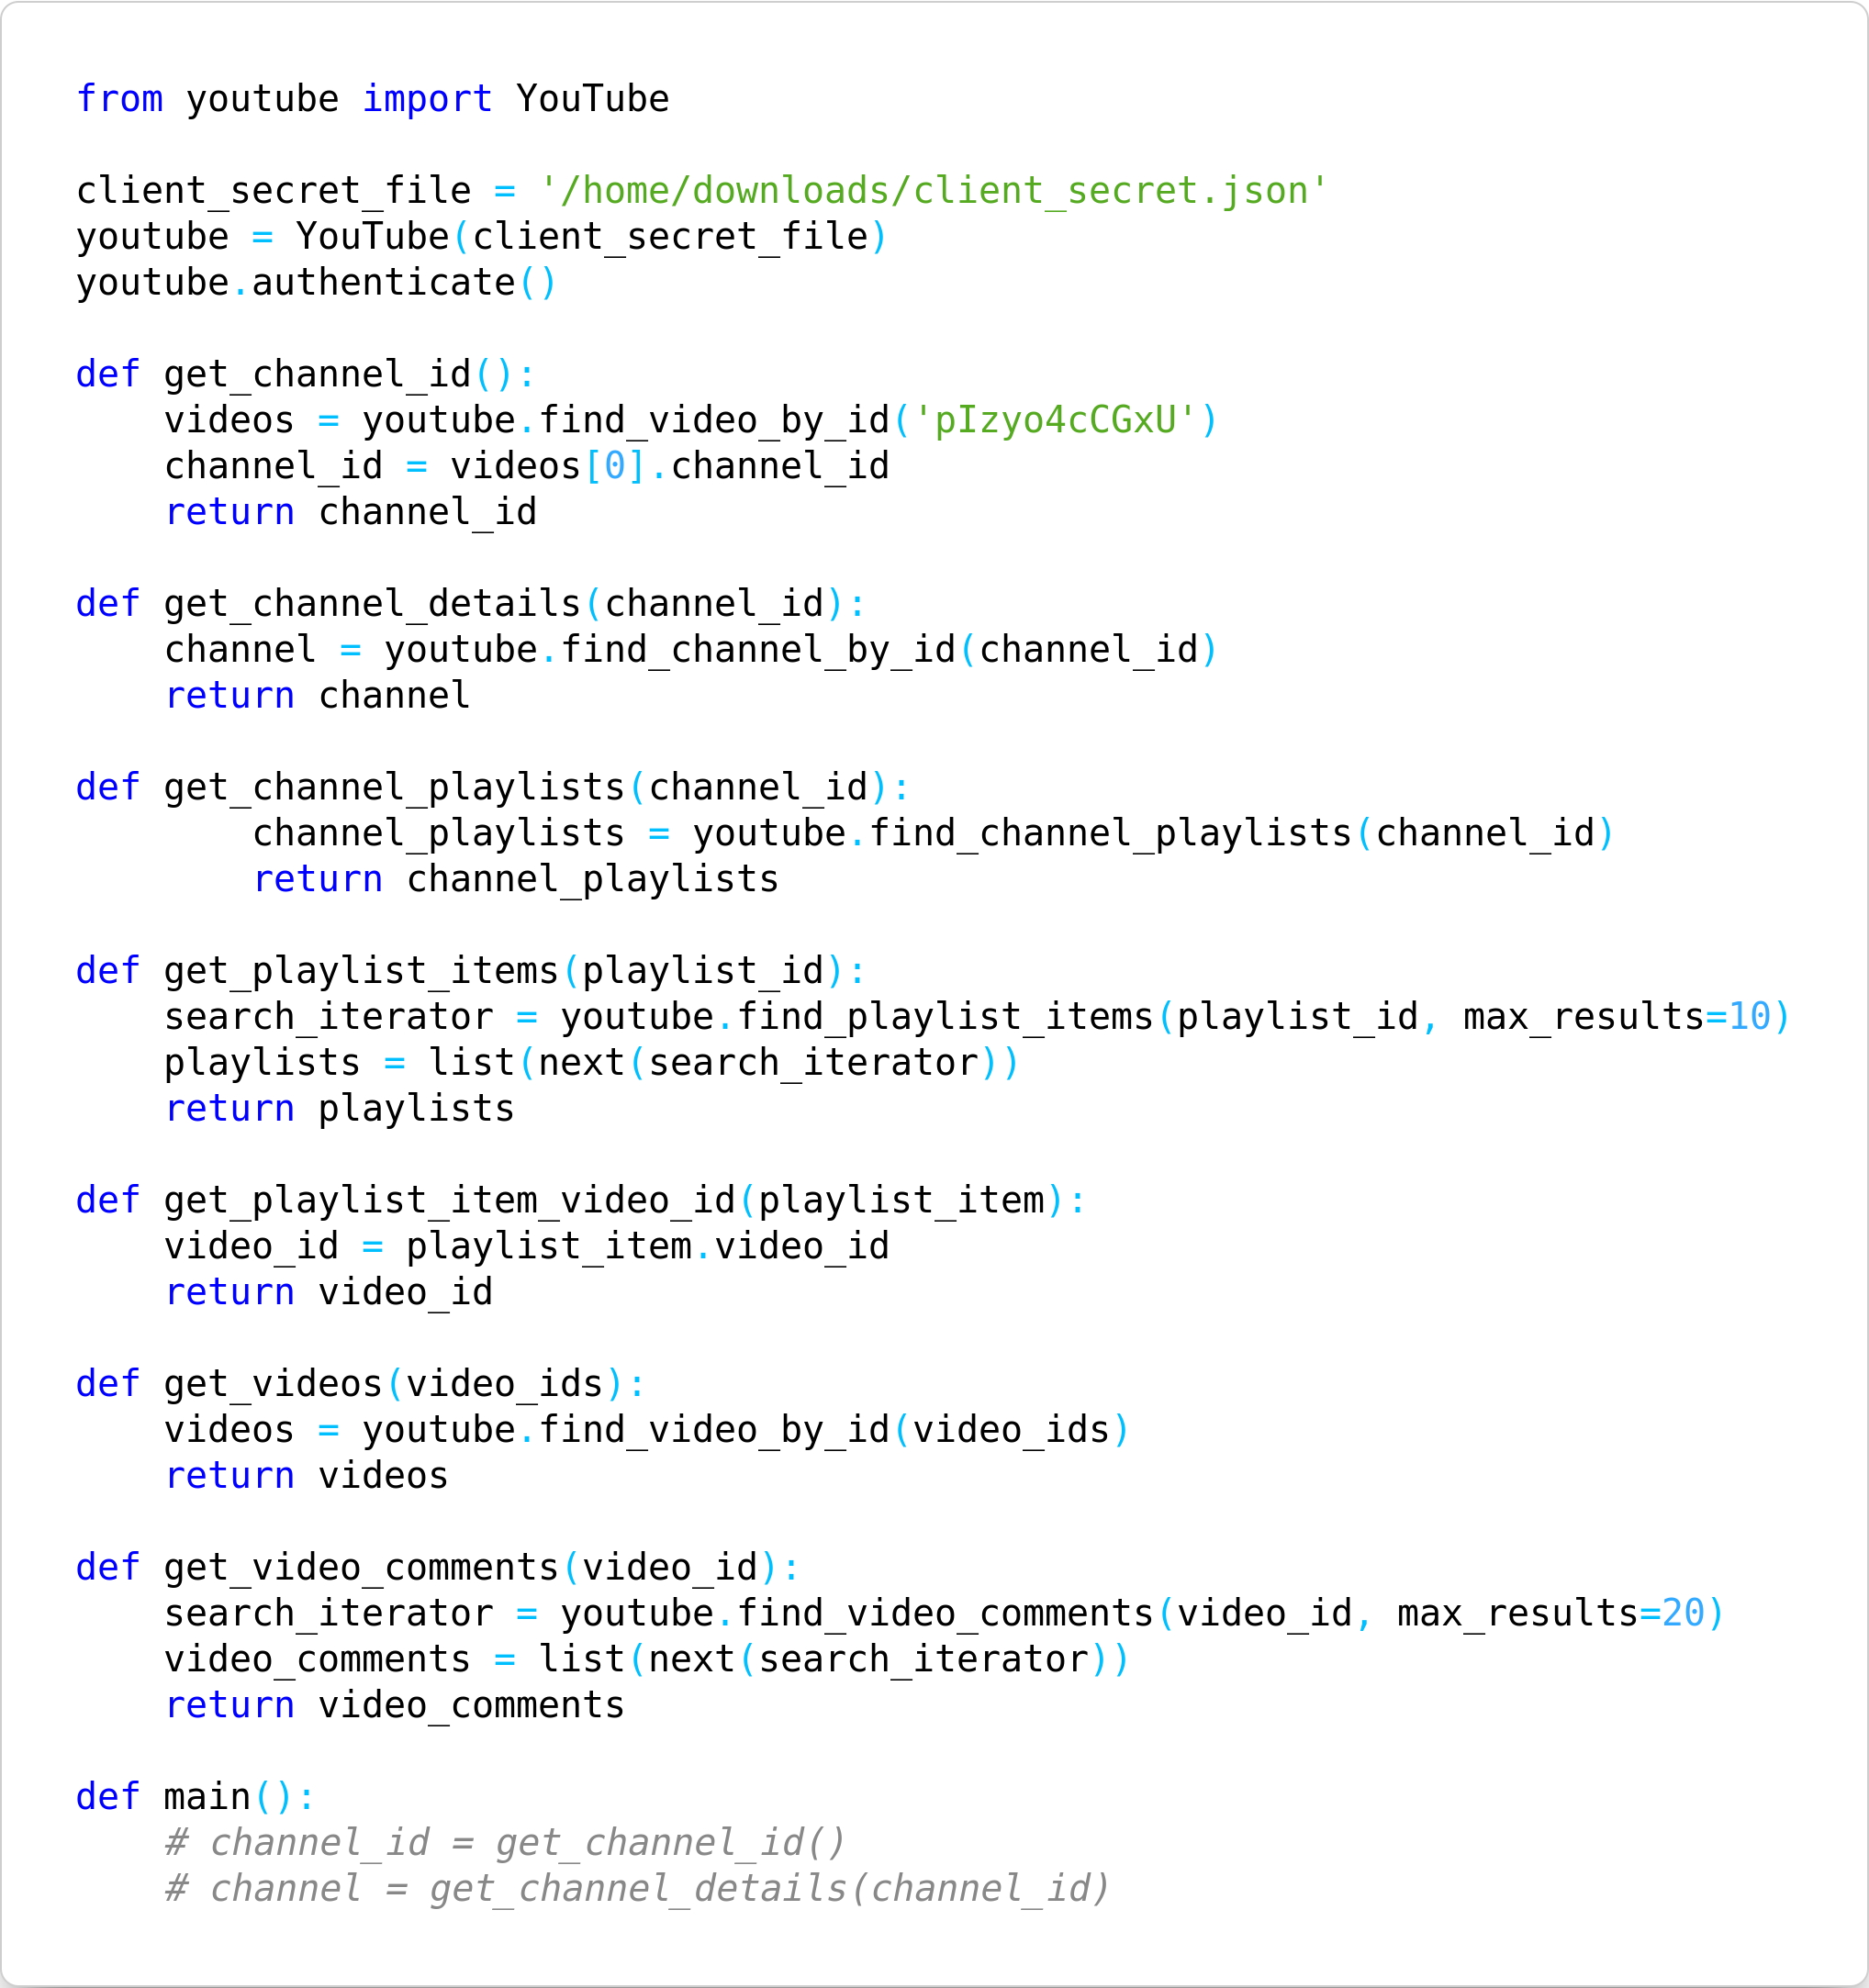 from youtube import YouTube

client_secret_file = '/home/downloads/client_secret.json'
youtube = YouTube(client_secret_file)
youtube.authenticate()

def get_channel_id():
    videos = youtube.find_video_by_id('pIzyo4cCGxU')
    channel_id = videos[0].channel_id
    return channel_id

def get_channel_details(channel_id):
    channel = youtube.find_channel_by_id(channel_id)
    return channel

def get_channel_playlists(channel_id):
        channel_playlists = youtube.find_channel_playlists(channel_id)
        return channel_playlists

def get_playlist_items(playlist_id):
    search_iterator = youtube.find_playlist_items(playlist_id, max_results=10)
    playlists = list(next(search_iterator))
    return playlists

def get_playlist_item_video_id(playlist_item):
    video_id = playlist_item.video_id
    return video_id

def get_videos(video_ids):
    videos = youtube.find_video_by_id(video_ids)
    return videos

def get_video_comments(video_id):
    search_iterator = youtube.find_video_comments(video_id, max_results=20)
    video_comments = list(next(search_iterator))
    return video_comments

def main():
    # channel_id = get_channel_id()
    # channel = get_channel_details(channel_id)